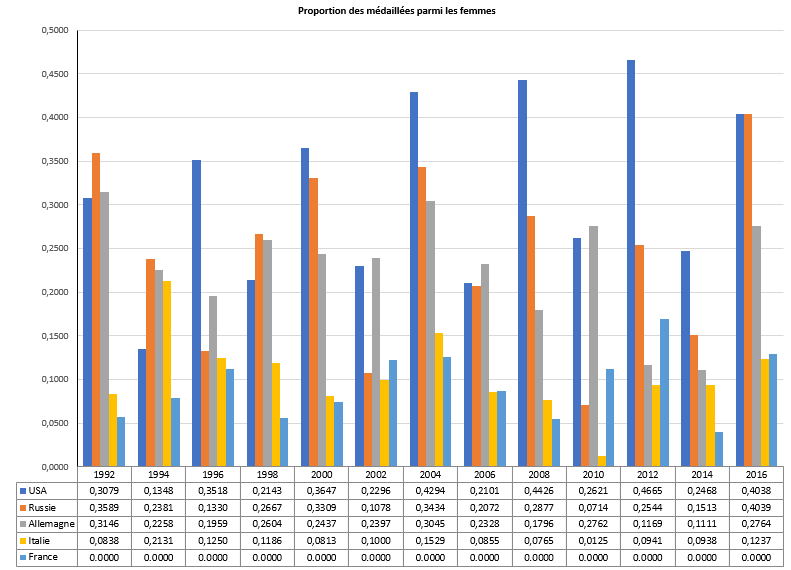 Proportion des médaillées parmi les femmes
0,5000
0,4500
0,4000
0,3500
0,3000
0,2500
0,2000
0,1500
0,1000
0,0500
0,0000
1992 1994 1996 1998 2000 2002 2004 2006 2008 2010 2012 2014 2016
USA 0,3079 0,1348 0,3518 0,2143 0,3647 0,2296 0,4294 0,2101 0,4426 0,2621 0,4665 0,2468 0,4038
Russie 0,3589 0,2381 0,1330 0,2667 0,3309 0,1078 0,3434 0,2072 0,2877 0,0714 0,2544 0,1513 0,4039
Allemagne 0,3146 0,2258 0,1959 0,2604 0,2437 0,2397 0,3045 0,2328 0,1796 0,2762 0,1169 0,1111 0,2764
Italie 0,0838 0,2131 0,1250 0,1186 0,0813 0,1000 0,1529 0,0855 0,0765 0,0125 0,0941 0,0938 0,1237
France 0.0000 0.0000 0.0000 0.0000 0.0000 0.0000 0.0000 0.0000 0.0000 0.0000 0.0000 0.0000 0.0000